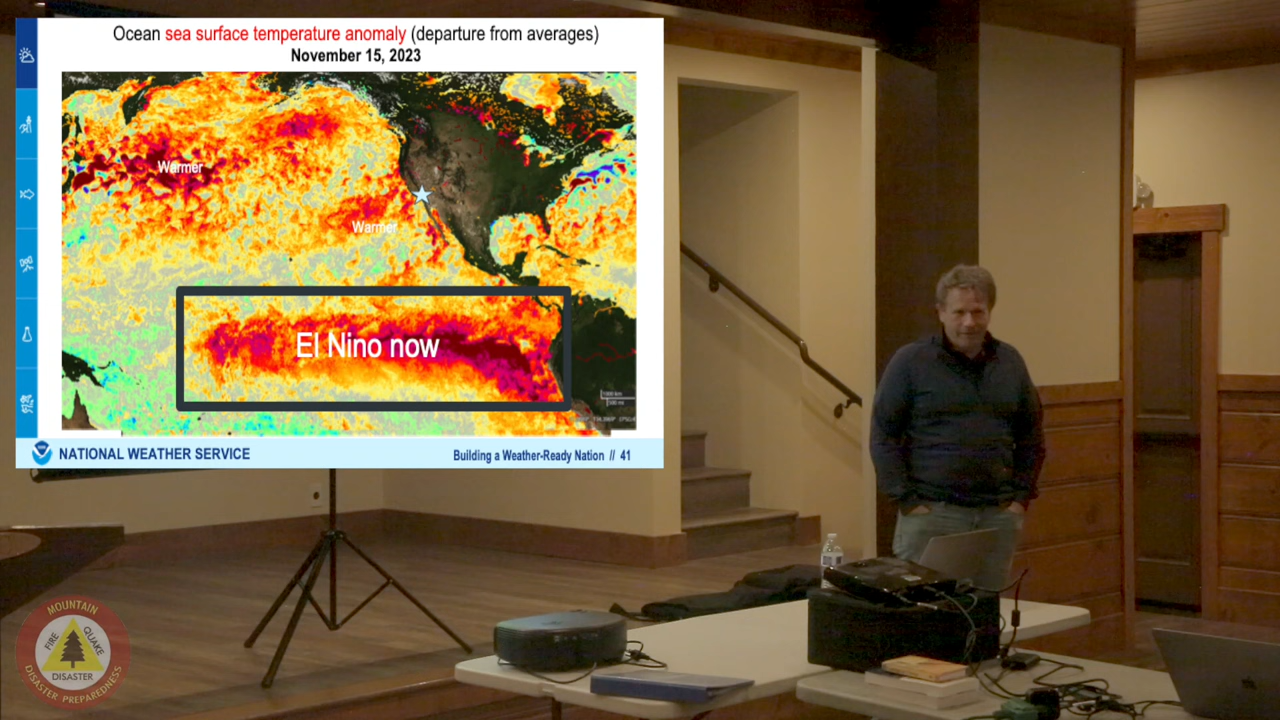 Ocean sea surface temperature anomaly (departure from averages)
November 15, 2023
Warmer
Warmer
El Nino now
NATIONAL WEATHER SERVICE
Building a Weather-Ready Nation // 41
MOUNTAIN
FIRE
QUAKE
DISASTER
DISASTER PREPAREDNESS